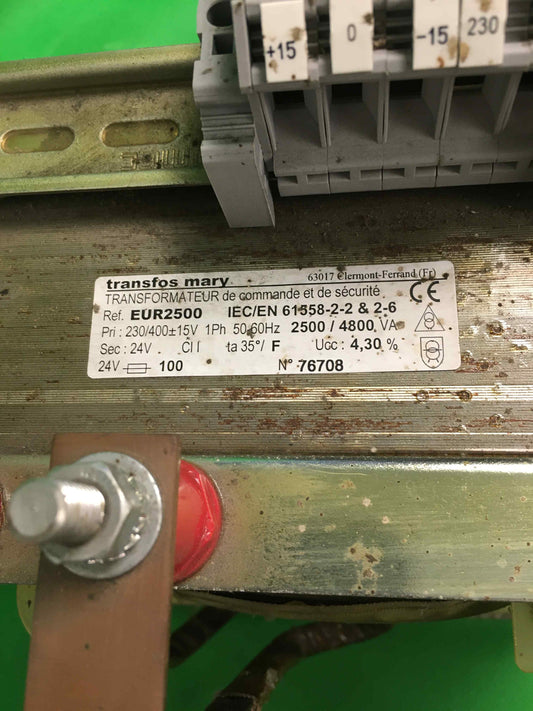 +15 0 -15 230
transfos mary 63017 Clermont-Ferrand (Fr)
TRANSFORMATEUR de commande et de sécurité
Ref. EUR2500 IEC/EN 61558-2-2 & 2-6
Pri : 230/400±15V 1Ph 50-60Hz 2500 / 4800 VA
Sec : 24V Cl I ta 35°/ F Ucc : 4,30 %
24V 100 N° 76708
CE